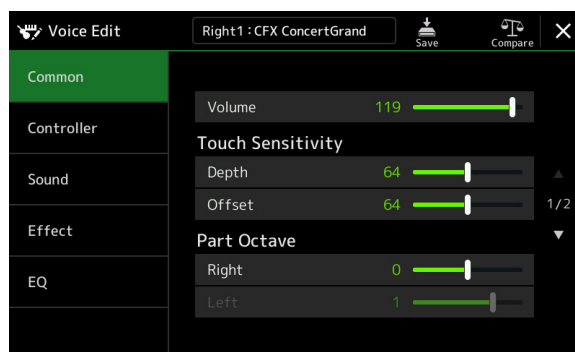 Voice Edit
Right1 : CFX ConcertGrand
Save
Compare
Common
Controller
Sound
Effect
EQ
Volume 119
Touch Sensitivity
Depth 64
Offset 64
1/2
Part Octave
Right 0
Left 1